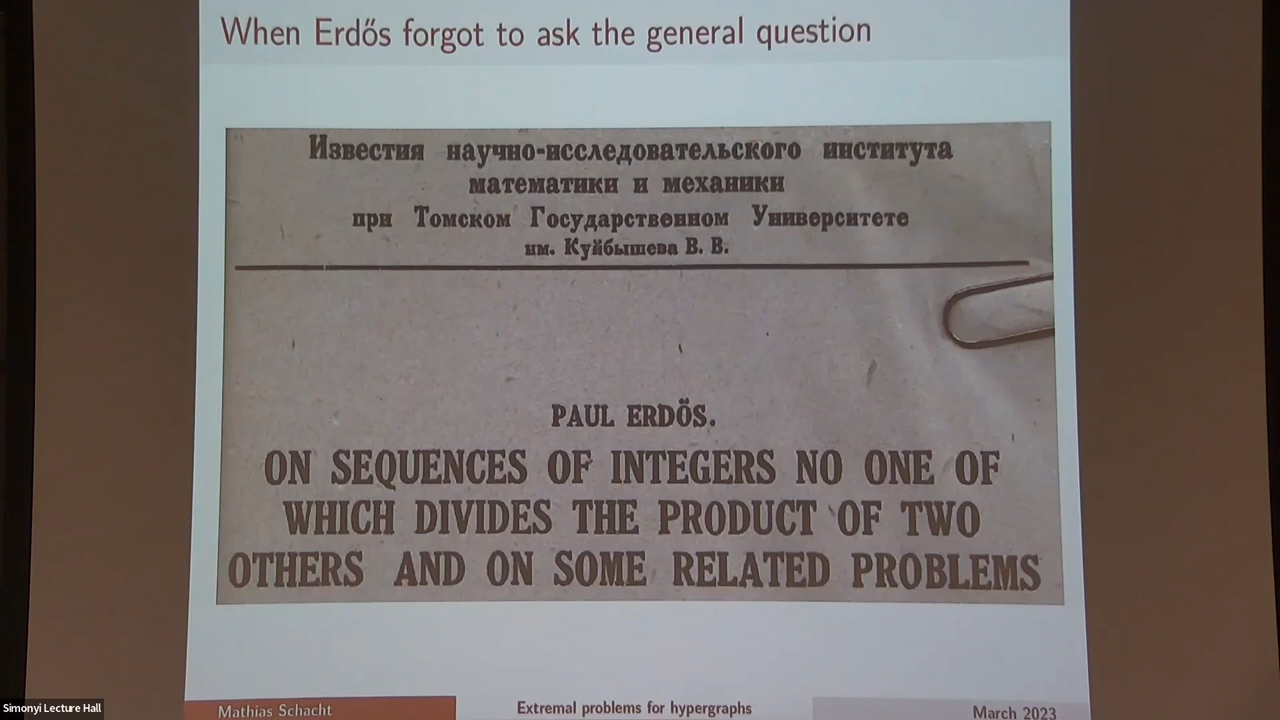 When Erdős forgot to ask the general question
Известия научно-исследовательского института
математики и механики
при Томском Государственном Университете
им. Куйбышева В. В.
PAUL ERDÖS.
ON SEQUENCES OF INTEGERS NO ONE OF
WHICH DIVIDES THE PRODUCT OF TWO
OTHERS AND ON SOME RELATED PROBLEMS
Mathias Schacht
Extremal problems for hypergraphs
March 2023
Simonyi Lecture Hall